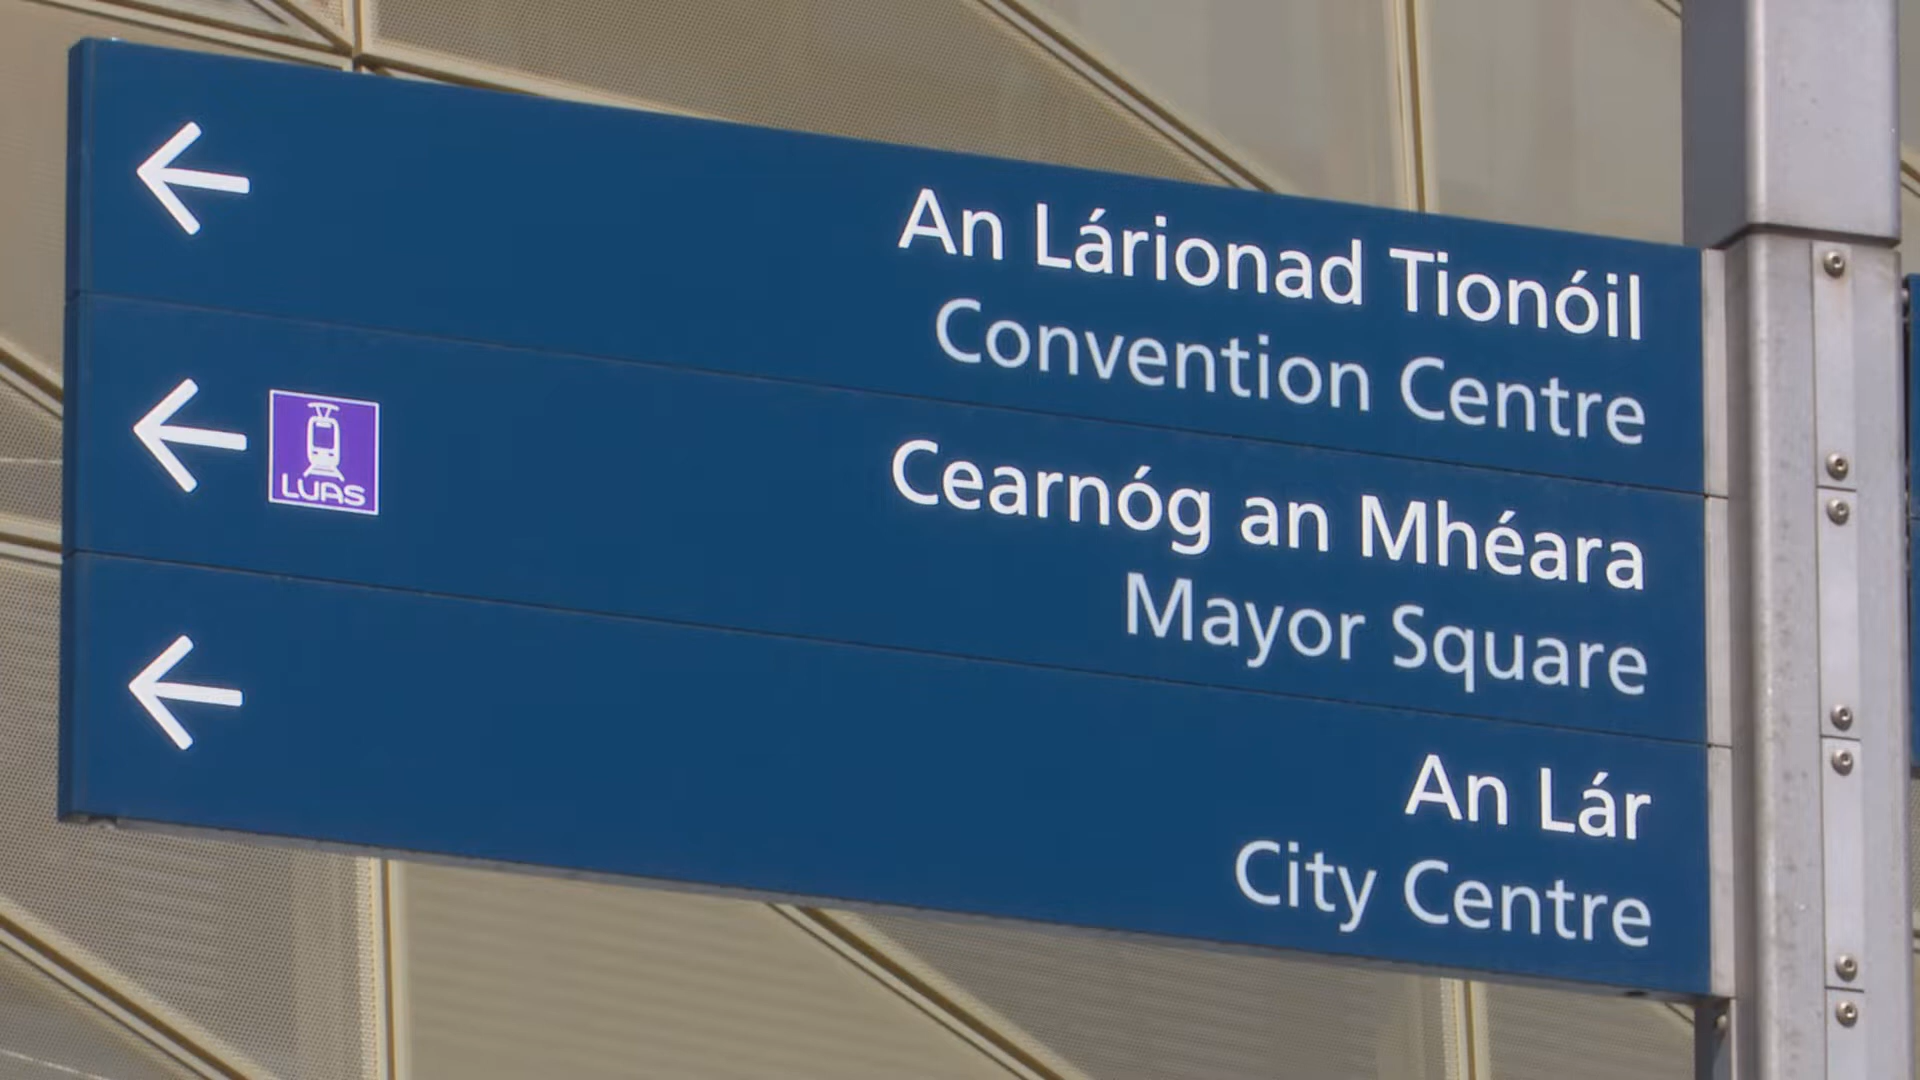 An Lárionad Tionóil
Convention Centre
LUAS
Cearnóg an Mhéara
Mayor Square
An Lár
City Centre